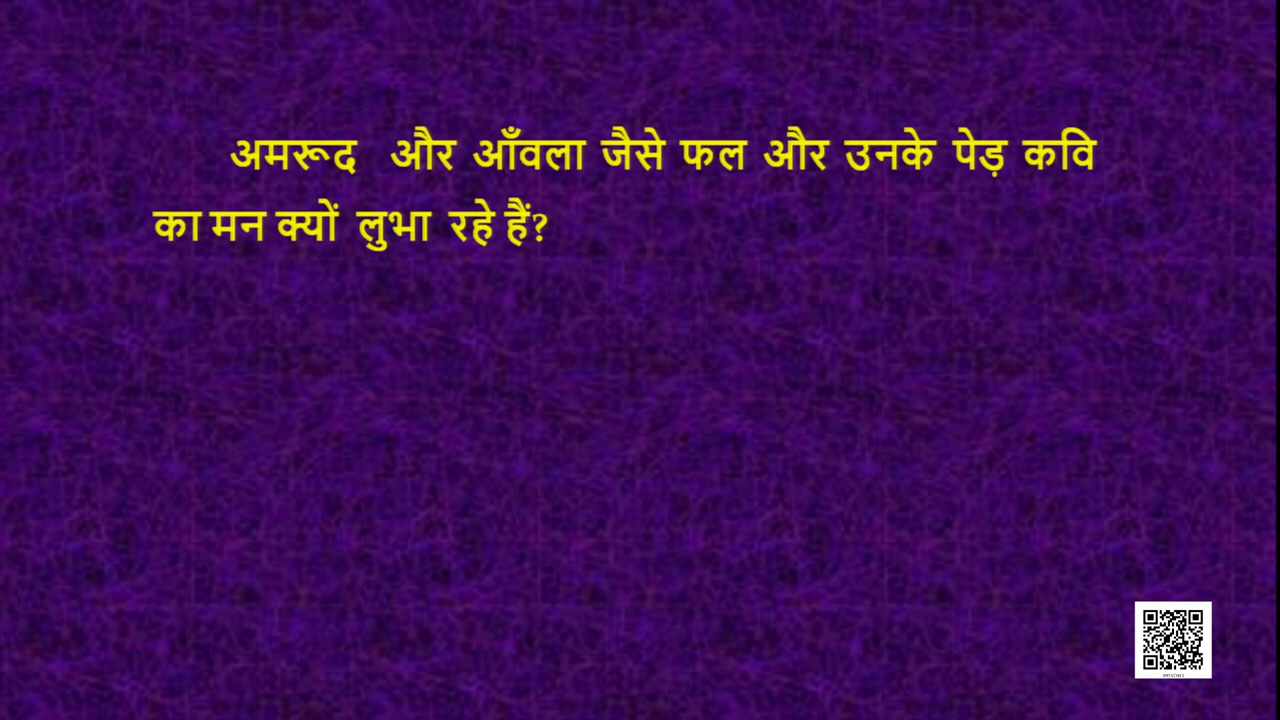 अमरूद और आँवला जैसे फल और उनके पेड़ कवि
का मन क्यों लुभा रहे हैं?